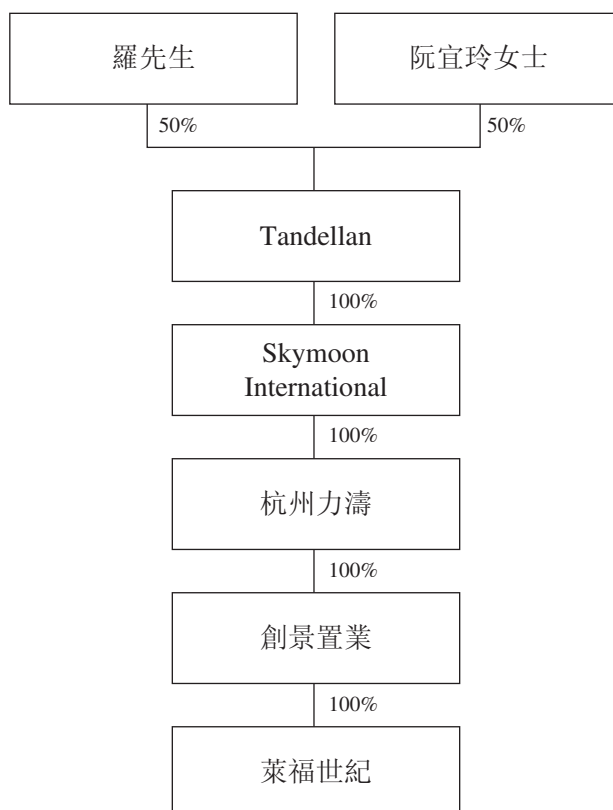 羅先生
阮宜玲女士
50%
50%
Tandellan
100%
Skymoon
International
100%
杭州力濤
100%
創景置業
100%
萊福世紀